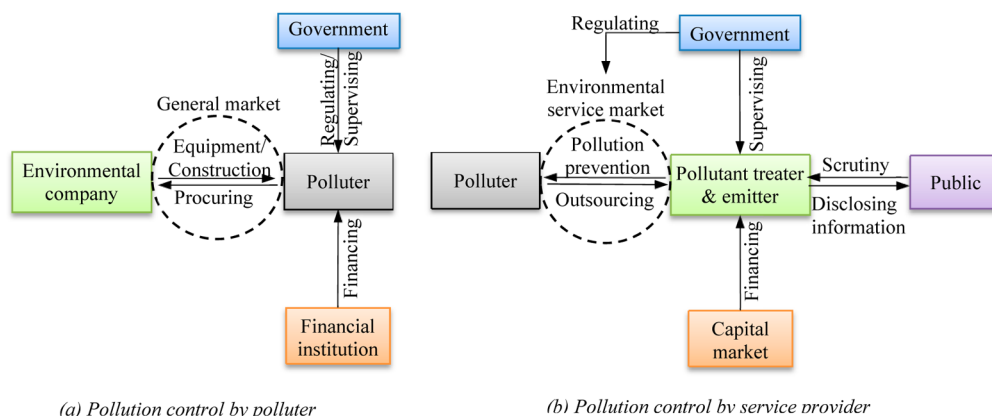 Government
Regulating/
Supervising
General market
Equipment/
Construction
Procuring
Environmental
company
Polluter
Financing
Financial
institution
(a) Pollution control by polluter
Regulating
Government
Environmental
service market
Supervising
Pollution
prevention
Outsourcing
Polluter
Pollutant treater
& emitter
Scrutiny
Disclosing
information
Public
Financing
Capital
market
(b) Pollution control by service provider